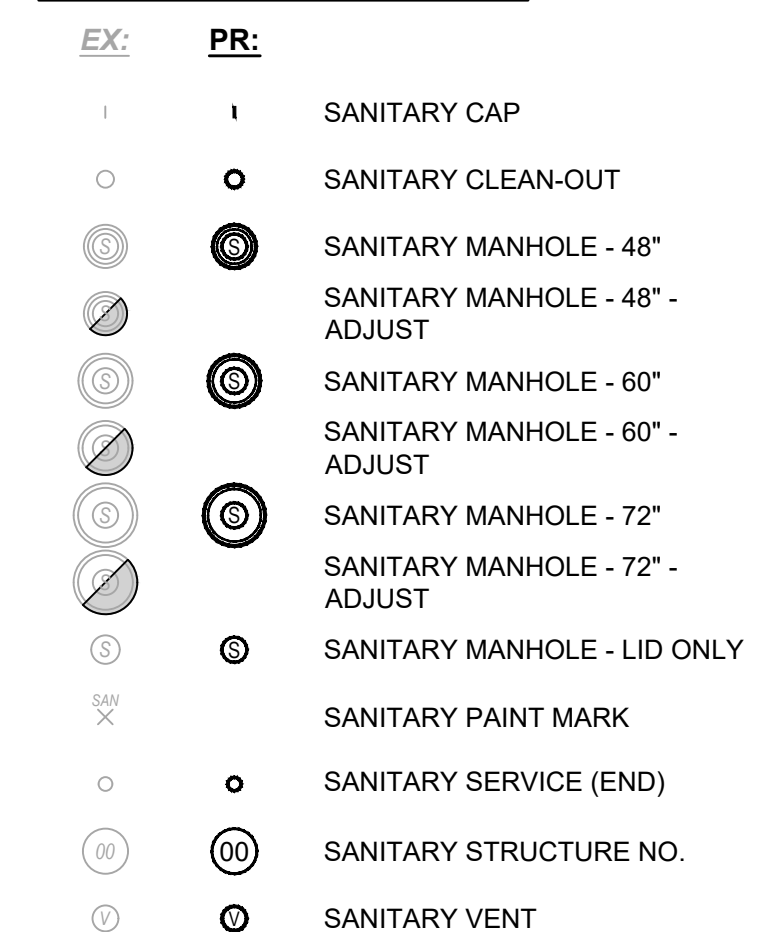 EX: PR:
SANITARY CAP
SANITARY CLEAN-OUT
S S SANITARY MANHOLE - 48"
S SANITARY MANHOLE - 48" -
ADJUST
S S SANITARY MANHOLE - 60"
S SANITARY MANHOLE - 60" -
ADJUST
S S SANITARY MANHOLE - 72"
S SANITARY MANHOLE - 72" -
ADJUST
S S SANITARY MANHOLE - LID ONLY
SAN
SANITARY PAINT MARK
SANITARY SERVICE (END)
00 00 SANITARY STRUCTURE NO.
V V SANITARY VENT